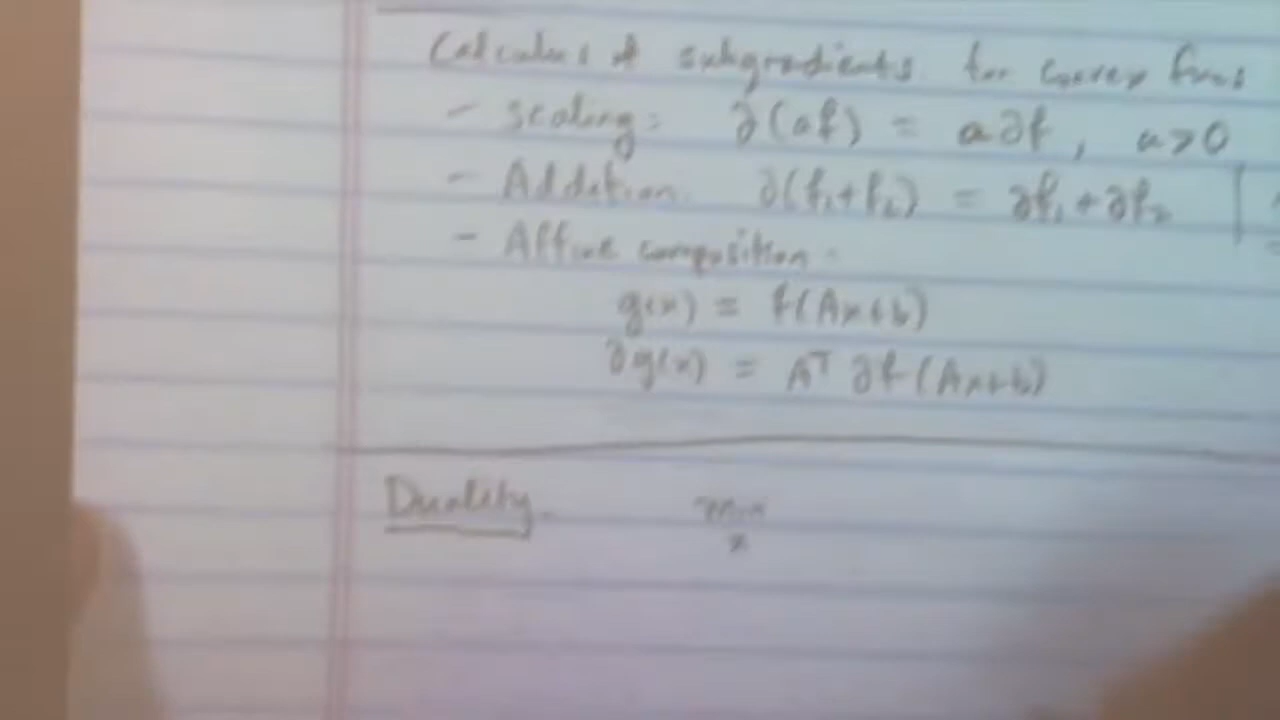 Calculus of subgradients for convex fnns
- Scaling: ∂(af) = a∂f, a>0
- Addition: ∂(f₁+f₂) = ∂f₁+∂f₂
- Affine composition:
g(x) = f(Ax+b)
∂g(x) = Aᵀ ∂f(Ax+b)
Duality. min
x